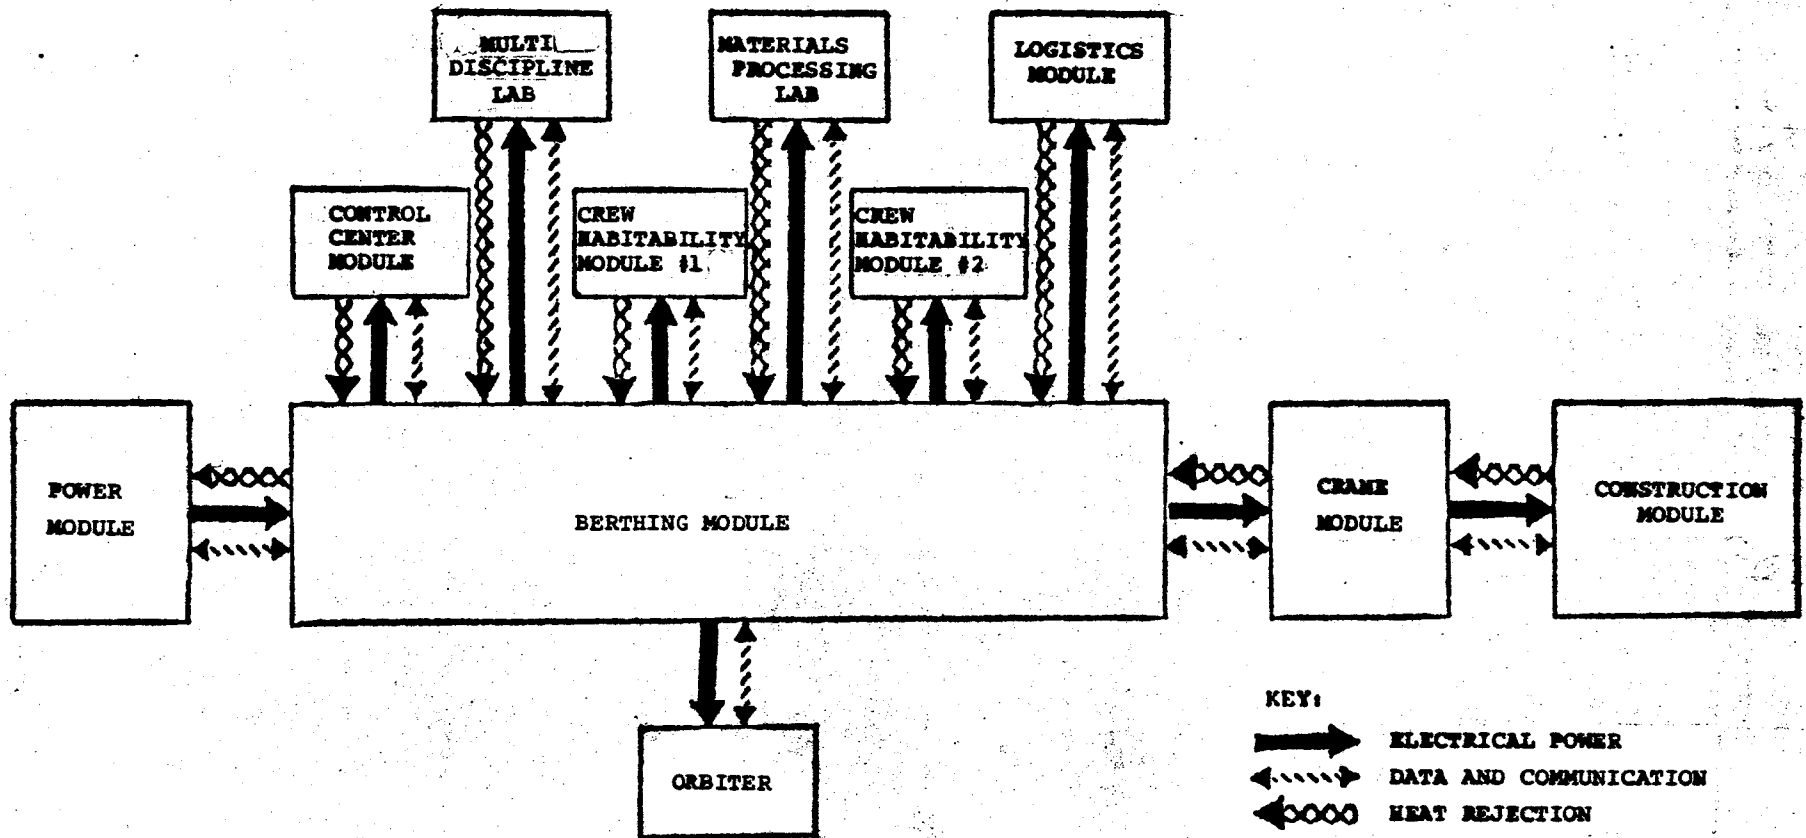 MULTI
DISCIPLINE
LAB
MATERIALS
PROCESSING
LAB
LOGISTICS
MODULE
CONTROL
CENTER
MODULE
CREW
HABITABILITY
MODULE #1
CREW
HABITABILITY
MODULE #2
POWER
MODULE
BERTHING MODULE
CRANE
MODULE
CONSTRUCTION
MODULE
ORBITER
KEY:
ELECTRICAL POWER
DATA AND COMMUNICATION
HEAT REJECTION